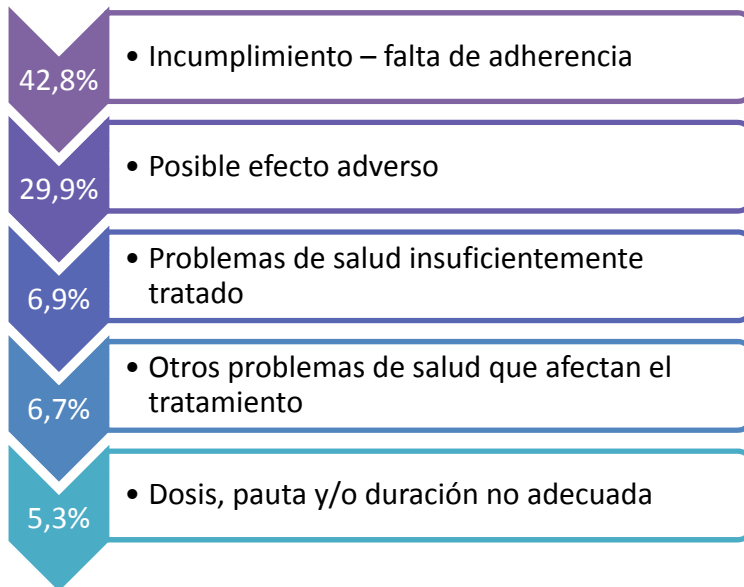 42,8%
• Incumplimiento – falta de adherencia
29,9%
• Posible efecto adverso
6,9%
• Problemas de salud insuficientemente
tratado
6,7%
• Otros problemas de salud que afectan el
tratamiento
5,3%
• Dosis, pauta y/o duración no adecuada